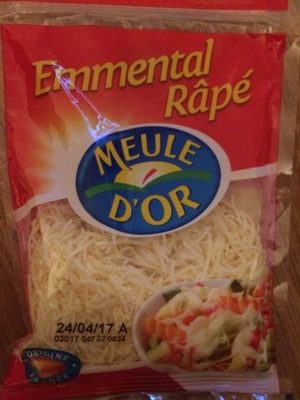 Emmental
Râpé
MEULE
D'OR
24/04/17 A
03017 047 22 0834
ORIGINE
FRANCE